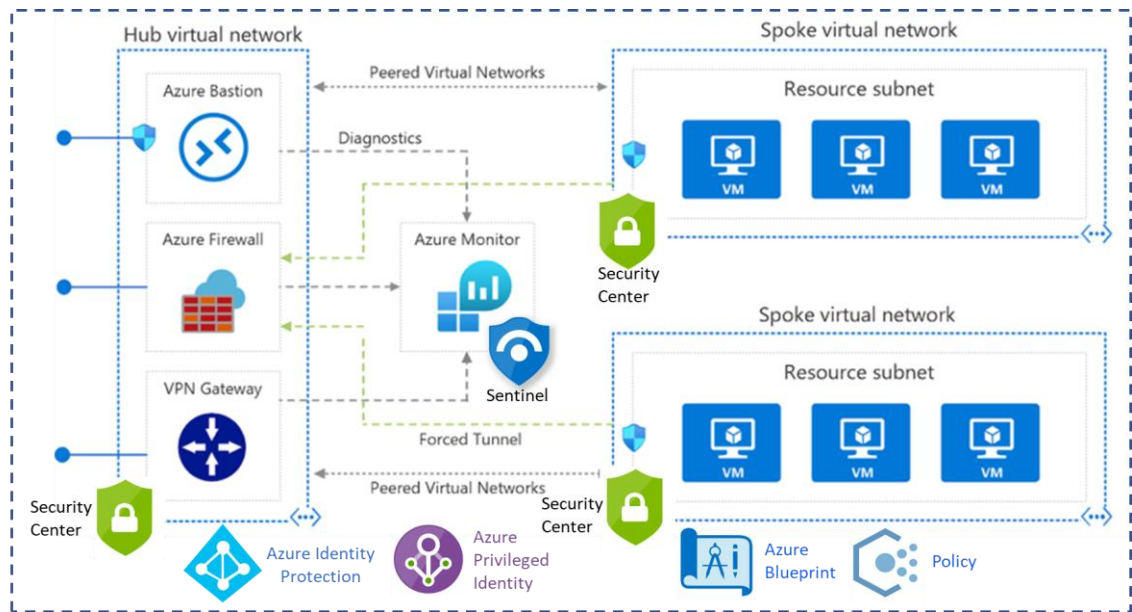 Hub virtual network
Azure Bastion
Azure Firewall
VPN Gateway
Security
Center
Peered Virtual Networks
Diagnostics
Azure Monitor
Sentinel
Forced Tunnel
Peered Virtual Networks
Spoke virtual network
Resource subnet
VM
VM
VM
Security
Center
Spoke virtual network
Resource subnet
VM
VM
VM
Security
Center
Azure Identity
Protection
Azure
Privileged
Identity
Azure
Blueprint
Policy